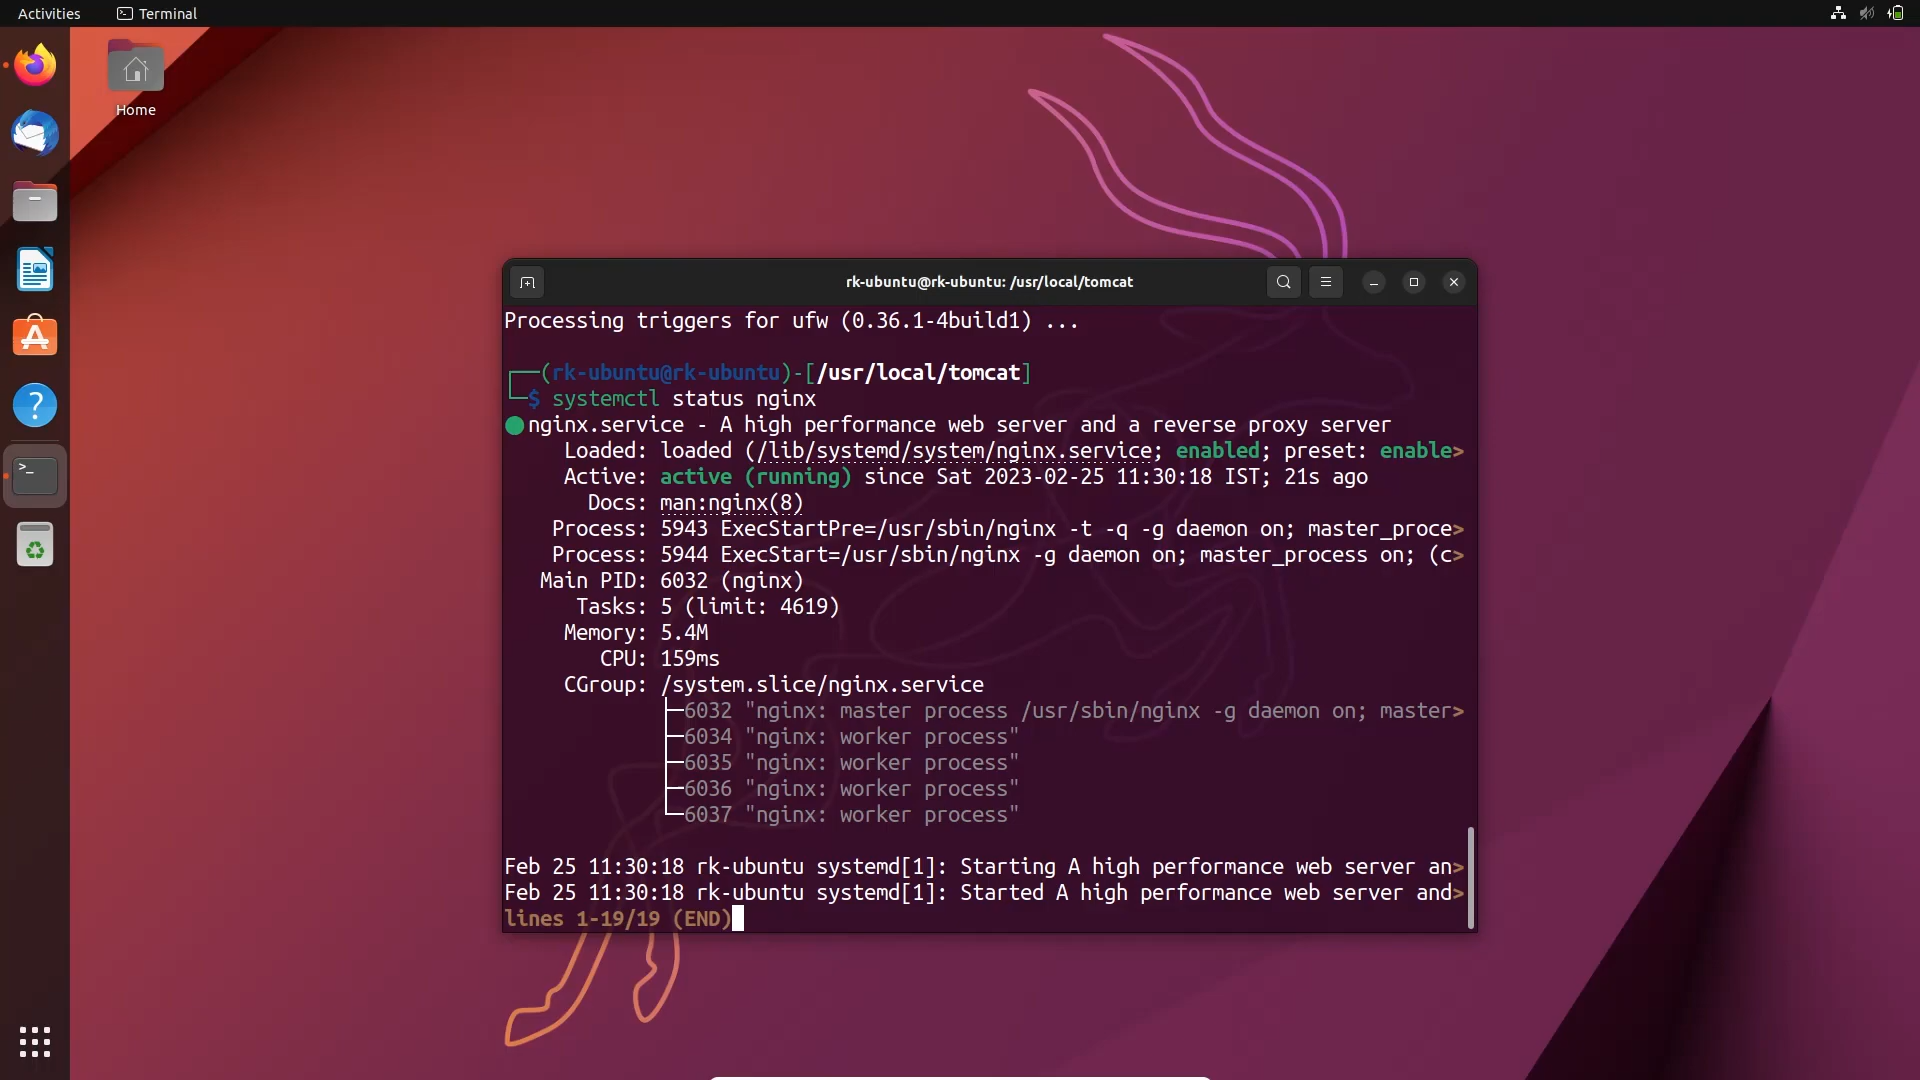 Activities
Terminal
Home
rk-ubuntu@rk-ubuntu: /usr/local/tomcat
Processing triggers for ufw (0.36.1-4build1) ...
┌──(rk-ubuntu@rk-ubuntu)-[/usr/local/tomcat]
└─$ systemctl status nginx
● nginx.service - A high performance web server and a reverse proxy server
Loaded: loaded (/lib/systemd/system/nginx.service; enabled; preset: enable>
Active: active (running) since Sat 2023-02-25 11:30:18 IST; 21s ago
Docs: man:nginx(8)
Process: 5943 ExecStartPre=/usr/sbin/nginx -t -q -g daemon on; master_proce>
Process: 5944 ExecStart=/usr/sbin/nginx -g daemon on; master_process on; (c>
Main PID: 6032 (nginx)
Tasks: 5 (limit: 4619)
Memory: 5.4M
CPU: 159ms
CGroup: /system.slice/nginx.service
├─6032 "nginx: master process /usr/sbin/nginx -g daemon on; master>
├─6034 "nginx: worker process"
├─6035 "nginx: worker process"
├─6036 "nginx: worker process"
└─6037 "nginx: worker process"
Feb 25 11:30:18 rk-ubuntu systemd[1]: Starting A high performance web server an>
Feb 25 11:30:18 rk-ubuntu systemd[1]: Started A high performance web server and>
lines 1-19/19 (END)